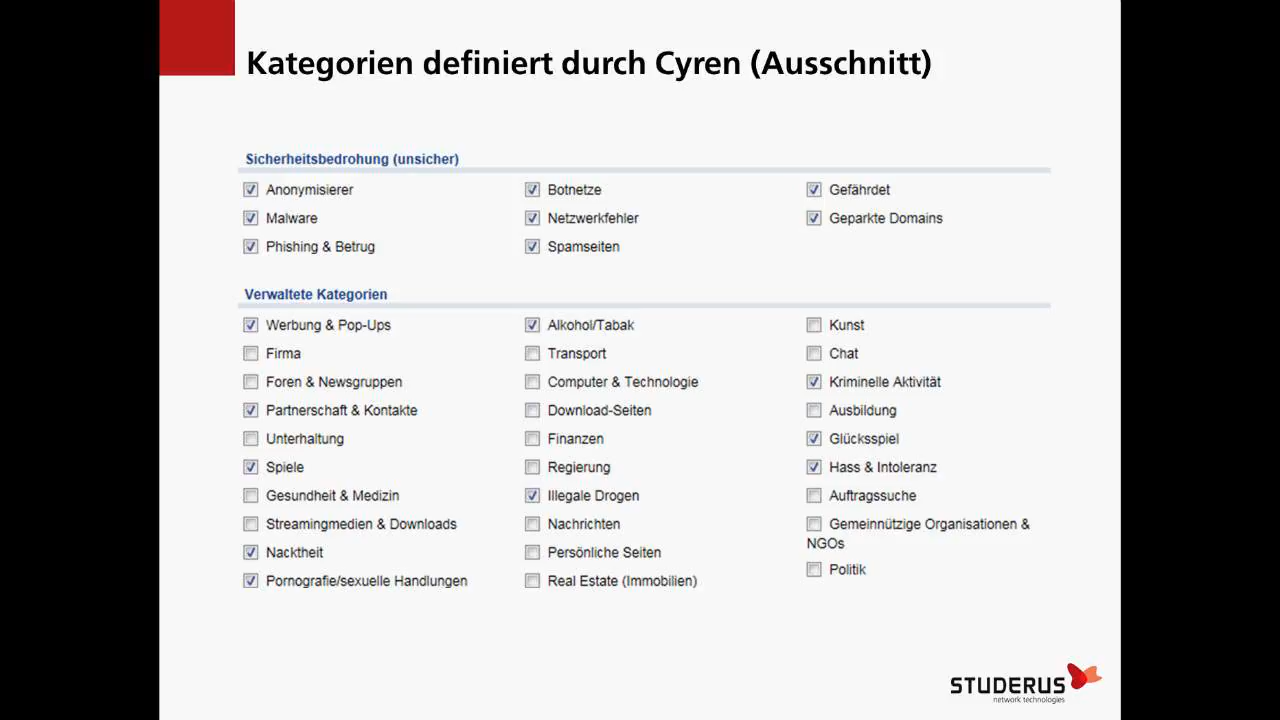 Kategorien definiert durch Cyren (Ausschnitt)
Sicherheitsbedrohung (unsicher)
Anonymisierer
Botnetze
Gefährdet
Malware
Netzwerkfehler
Geparkte Domains
Phishing & Betrug
Spamseiten
Verwaltete Kategorien
Werbung & Pop-Ups
Alkohol/Tabak
Kunst
Firma
Transport
Chat
Foren & Newsgruppen
Computer & Technologie
Kriminelle Aktivität
Partnerschaft & Kontakte
Download-Seiten
Ausbildung
Unterhaltung
Finanzen
Glücksspiel
Spiele
Regierung
Hass & Intoleranz
Gesundheit & Medizin
Illegale Drogen
Auftragssuche
Streamingmedien & Downloads
Nachrichten
Gemeinnützige Organisationen &
NGOs
Nacktheit
Persönliche Seiten
Politik
Pornografie/sexuelle Handlungen
Real Estate (Immobilien)
STUDERUS
network technologies